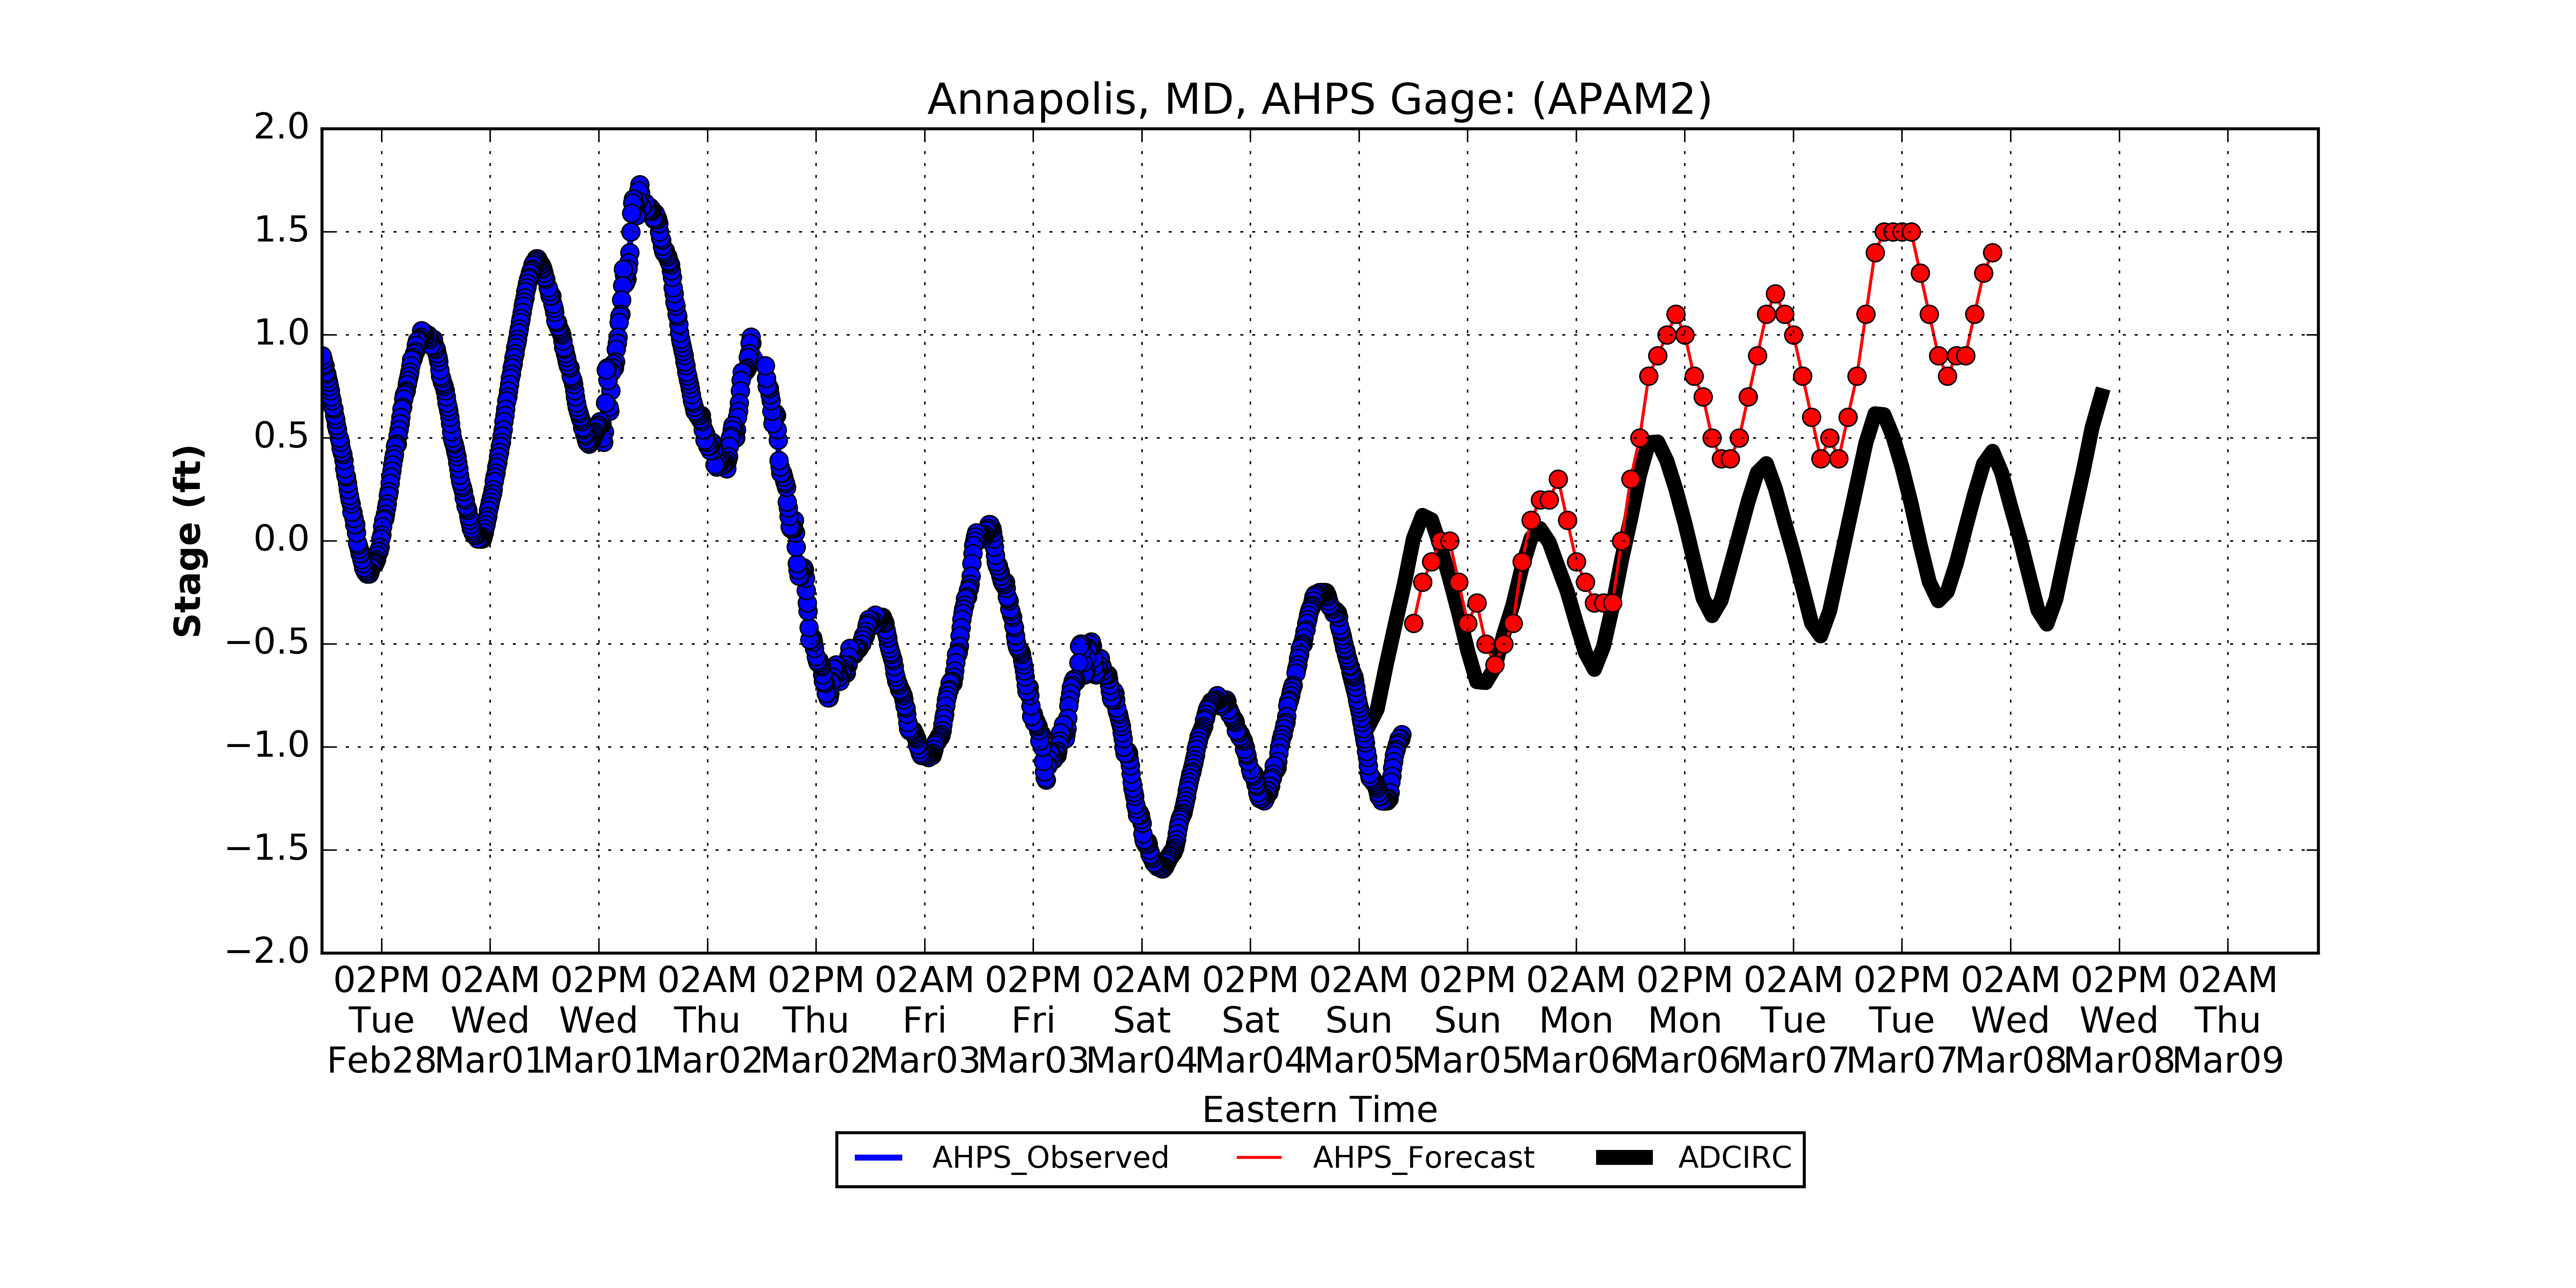 Annapolis, MD, AHPS Gage: (APAM2)
2.0
1.5
1.0
0.5
0.0
−0.5
−1.0
−1.5
−2.0
Stage (ft)
02PM 02AM 02PM 02AM 02PM 02AM 02PM 02AM 02PM 02AM 02PM 02AM 02PM 02AM 02PM 02AM 02PM 02AM
Tue Wed Wed Thu Thu Fri Fri Sat Sat Sun Sun Mon Mon Tue Tue Wed Wed Thu
Feb28 Mar01 Mar01 Mar02 Mar02 Mar03 Mar03 Mar04 Mar04 Mar05 Mar05 Mar06 Mar06 Mar07 Mar07 Mar08 Mar08 Mar09
Eastern Time
AHPS_Observed AHPS_Forecast ADCIRC